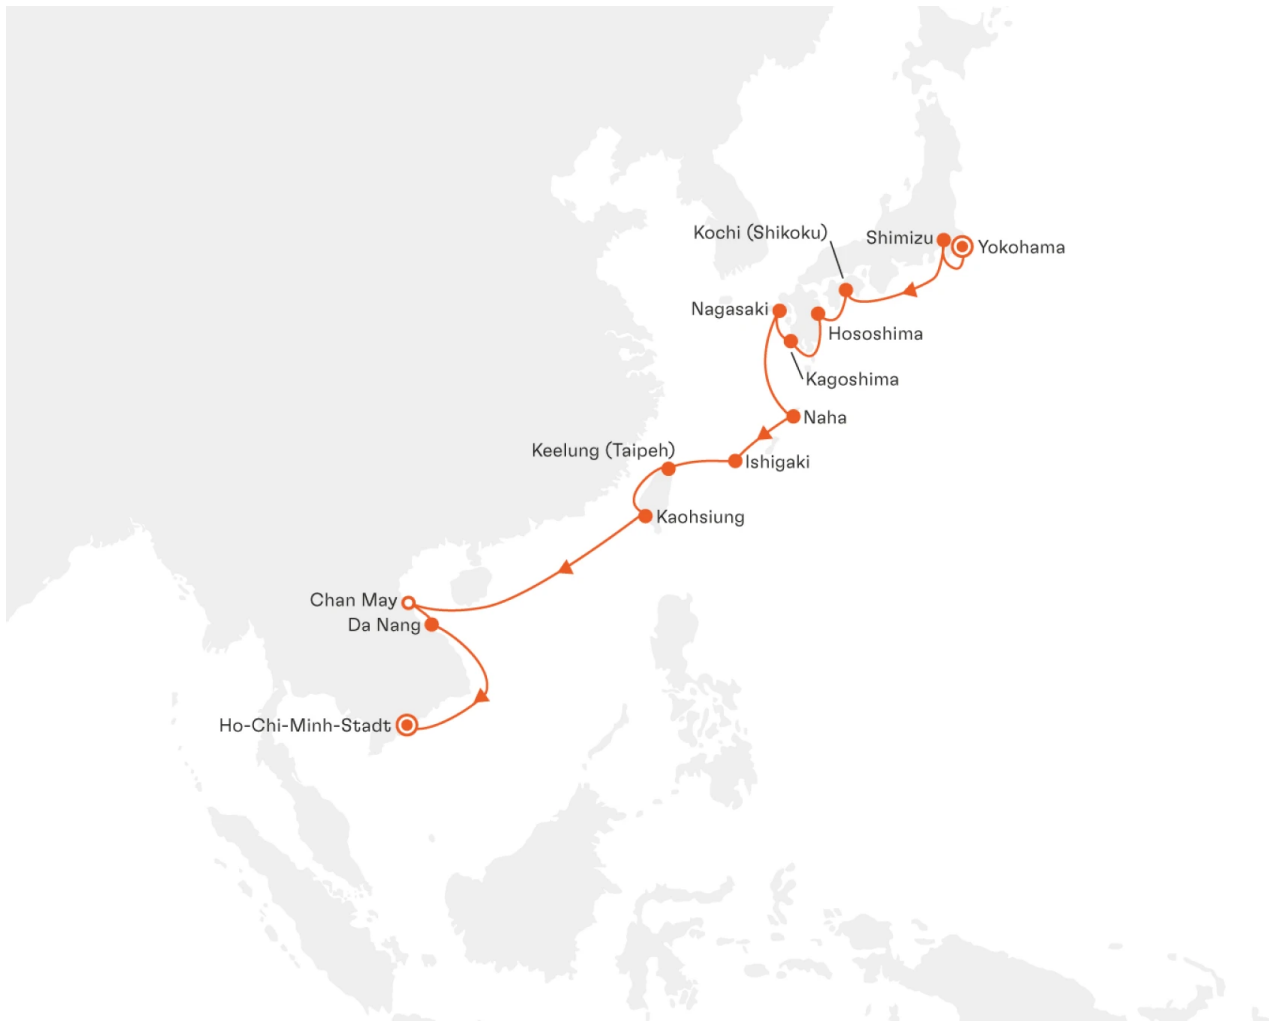 Kochi (Shikoku)
Shimizu
Yokohama
Nagasaki
Hososhima
Kagoshima
Naha
Keelung (Taipeh)
Ishigaki
Kaohsiung
Chan May
Da Nang
Ho-Chi-Minh-Stadt